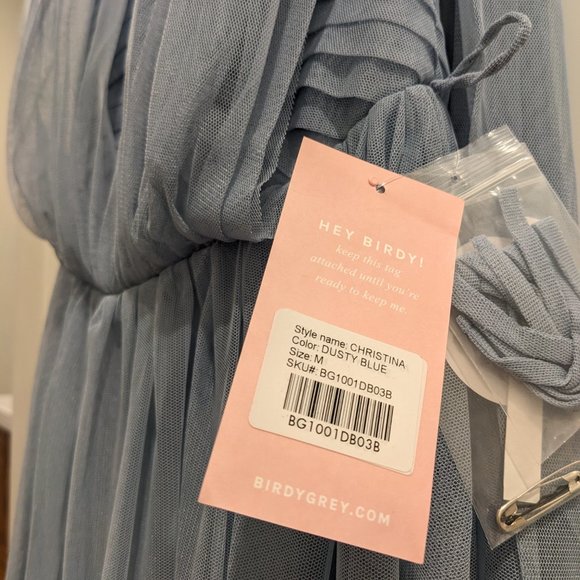 HEY BIRDY!
keep this tag
attached until you're
ready to keep me.
Style name: CHRISTINA
Color: DUSTY BLUE
Size: M
SKU#: BG1001DB03B
BG1001DB03B
BIRDYGREY.COM